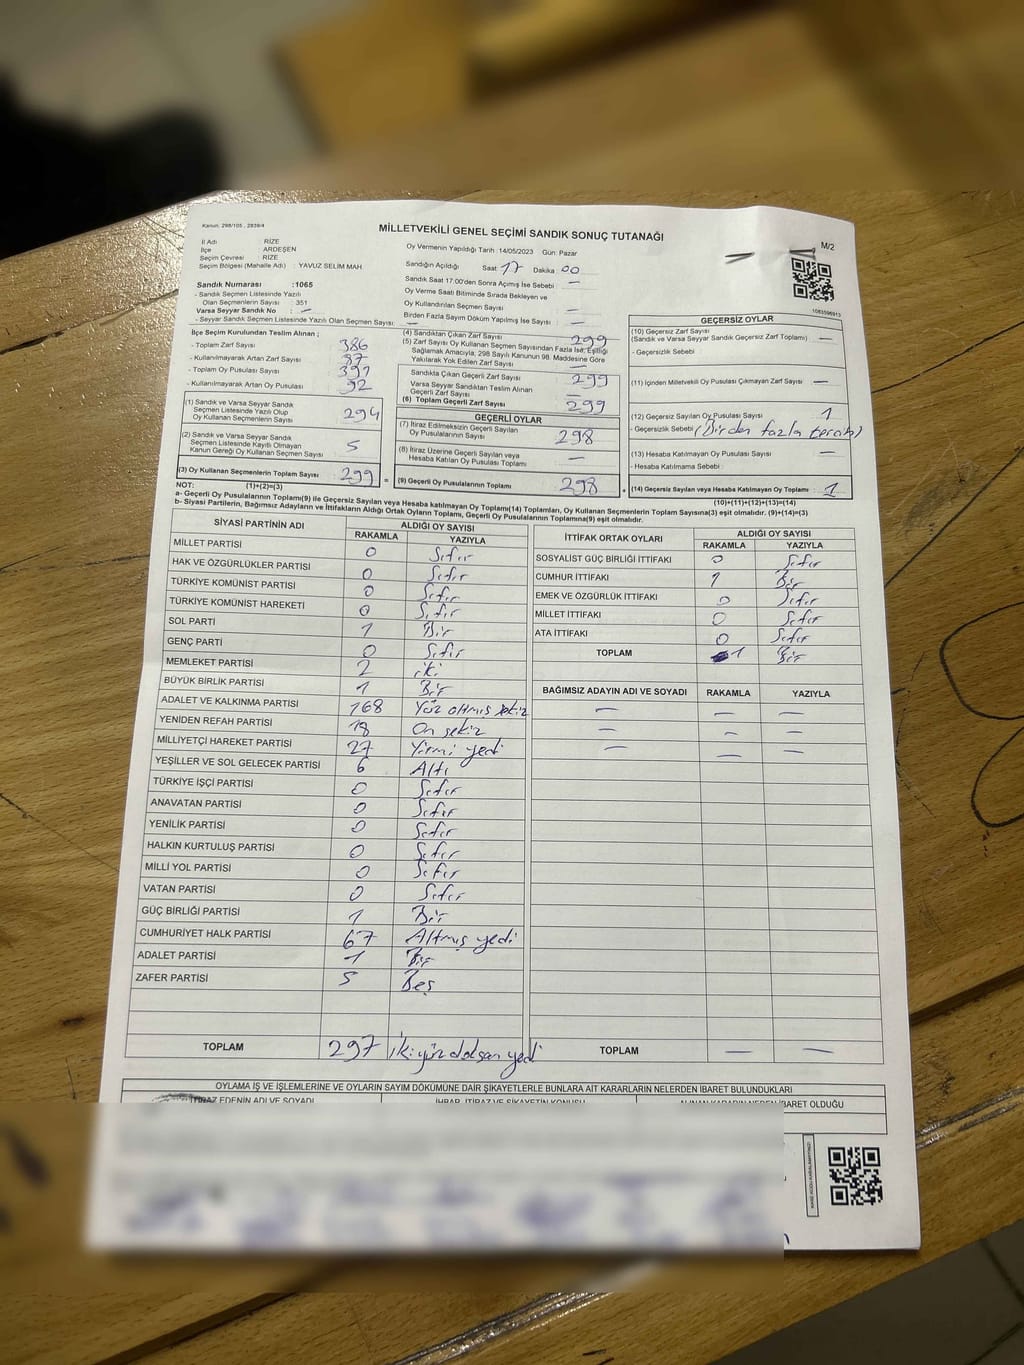 Kanun: 298/105 , 2839/4
MİLLETVEKİLİ GENEL SEÇİMİ SANDIK SONUÇ TUTANAĞI
M/2
İl Adı RİZE
İlçe ARDEŞEN
Seçim Çevresi RİZE
Seçim Bölgesi (Mahalle Adı) : YAVUZ SELİM MAH
Sandık Numarası :1065
- Sandık Seçmen Listesinde Yazılı
Olan Seçmenlerin Sayısı : 351
Varsa Seyyar Sandık No : —
- Seyyar Sandık Seçmen Listesinde Yazılı Olan Seçmen Sayısı: —
Oy Vermenin Yapıldığı Tarih :14/05/2023 Gün: Pazar
Sandığın Açıldığı Saat 17 Dakika 00
Sandık Saat 17.00'den Sonra Açılmış İse Sebebi : —
Oy Verme Saati Bitiminde Sırada Bekleyen ve
Oy Kullandırılan Seçmen Sayısı : —
Birden Fazla Sayım Döküm Yapılmış İse Sayısı : —
1083596913
İlçe Seçim Kurulundan Teslim Alınan ;
- Toplam Zarf Sayısı : 386
- Kullanılmayarak Artan Zarf Sayısı : 87
- Toplam Oy Pusulası Sayısı : 391
- Kullanılmayarak Artan Oy Pusulası : 92
(1) Sandık ve Varsa Seyyar Sandık
Seçmen Listesinde Yazılı Olup
Oy Kullanan Seçmenlerin Sayısı : 294
(2) Sandık ve Varsa Seyyar Sandık
Seçmen Listesinde Kayıtlı Olmayan
Kanun Gereği Oy Kullanan Seçmen Sayısı : 5
(3) Oy Kullanan Seçmenlerin Toplam Sayısı : 299
(4) Sandıktan Çıkan Zarf Sayısı : 299
(5) Zarf Sayısı Oy Kullanan Seçmen Sayısından Fazla İse, Eşitliği
Sağlamak Amacıyla, 298 Sayılı Kanunun 98. Maddesine Göre
Yakılarak Yok Edilen Zarf Sayısı : —
Sandıkta Çıkan Geçerli Zarf Sayısı : 299
Varsa Seyyar Sandıktan Teslim Alınan
Geçerli Zarf Sayısı : —
(6) Toplam Geçerli Zarf Sayısı : 299
GEÇERLİ OYLAR
(7) İtiraz Edilmeksizin Geçerli Sayılan
Oy Pusulalarının Sayısı : 298
(8) İtiraz Üzerine Geçerli Sayılan veya
Hesaba Katılan Oy Pusulası Toplamı : —
= (9) Geçerli Oy Pusulalarının Toplamı : 298
GEÇERSİZ OYLAR
(10) Geçersiz Zarf Sayısı
(Sandık ve Varsa Seyyar Sandık Geçersiz Zarf Toplamı) : —
- Geçersizlik Sebebi :
(11) İçinden Milletvekili Oy Pusulası Çıkmayan Zarf Sayısı : —
(12) Geçersiz Sayılan Oy Pusulası Sayısı : 1
- Geçersizlik Sebebi : (Birden fazla tercih)
(13) Hesaba Katılmayan Oy Pusulası Sayısı : —
- Hesaba Katılmama Sebebi :
+ (14) Geçersiz Sayılan veya Hesaba Katılmayan Oy Toplamı : 1
NOT: (1)+(2)=(3) (10)+(11)+(12)+(13)=(14)
a- Geçerli Oy Pusulalarının Toplamı(9) ile Geçersiz Sayılan veya Hesaba katılmayan Oy Toplamı(14) Toplamları, Oy Kullanan Seçmenlerin Toplam Sayısına(3) eşit olmalıdır. (9)+(14)=(3)
b- Siyasi Partilerin, Bağımsız Adayların ve İttifakların Aldığı Ortak Oyların Toplamı, Geçerli Oy Pusulalarının Toplamına(9) eşit olmalıdır.
SİYASİ PARTİNİN ADI ALDIĞI OY SAYISI
RAKAMLA YAZIYLA
MİLLET PARTİSİ 0 Sıfır
HAK VE ÖZGÜRLÜKLER PARTİSİ 0 Sıfır
TÜRKİYE KOMÜNİST PARTİSİ 0 Sıfır
TÜRKİYE KOMÜNİST HAREKETİ 0 Sıfır
SOL PARTİ 1 Bir
GENÇ PARTİ 0 Sıfır
MEMLEKET PARTİSİ 2 iki
BÜYÜK BİRLİK PARTİSİ 1 Bir
ADALET VE KALKINMA PARTİSİ 168 Yüz altmış sekiz
YENİDEN REFAH PARTİSİ 18 On sekiz
MİLLİYETÇİ HAREKET PARTİSİ 27 Yirmi yedi
YEŞİLLER VE SOL GELECEK PARTİSİ 6 Altı
TÜRKİYE İŞÇİ PARTİSİ 0 Sıfır
ANAVATAN PARTİSİ 0 Sıfır
YENİLİK PARTİSİ 0 Sıfır
HALKIN KURTULUŞ PARTİSİ 0 Sıfır
MİLLİ YOL PARTİSİ 0 Sıfır
VATAN PARTİSİ 0 Sıfır
GÜÇ BİRLİĞİ PARTİSİ 1 Bir
CUMHURİYET HALK PARTİSİ 67 Altmış yedi
ADALET PARTİSİ 1 Bir
ZAFER PARTİSİ 5 Beş
TOPLAM 297 iki yüz doksan yedi
İTTİFAK ORTAK OYLARI ALDIĞI OY SAYISI
RAKAMLA YAZIYLA
SOSYALİST GÜÇ BİRLİĞİ İTTİFAKI 0 Sıfır
CUMHUR İTTİFAKI 1 Bir
EMEK VE ÖZGÜRLÜK İTTİFAKI 0 Sıfır
MİLLET İTTİFAKI 0 Sıfır
ATA İTTİFAKI 0 Sıfır
TOPLAM 1 Bir
BAĞIMSIZ ADAYIN ADI VE SOYADI RAKAMLA YAZIYLA
— — —
— — —
— — —
TOPLAM — —
OYLAMA İŞ VE İŞLEMLERİNE VE OYLARIN SAYIM DÖKÜMÜNE DAİR ŞİKAYETLERLE BUNLARA AİT KARARLARIN NELERDEN İBARET BULUNDUKLARI
İTİRAZ EDENİN ADI VE SOYADI İHBAR, İTİRAZ VE ŞİKAYETİN KONUSU ALINAN KARARIN NEDEN İBARET OLDUĞU